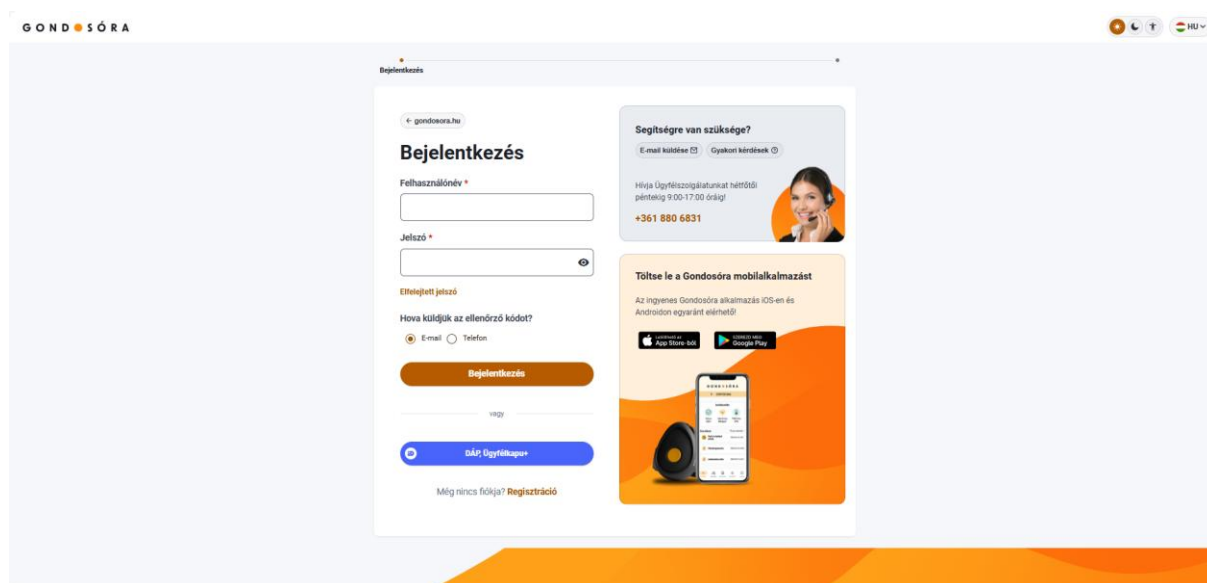 GONDOSÓRA
HU
Bejelentkezés
← gondosora.hu
Bejelentkezés
Felhasználónév *
Jelszó *
Elfelejtett jelszó
Hova küldjük az ellenőrző kódot?
E-mail
Telefon
Bejelentkezés
vagy
DÁP, Ügyfélkapu+
Még nincs fiókja? Regisztráció
Segítségre van szüksége?
E-mail küldése
Gyakori kérdések
Hívja Ügyfélszolgálatunkat hétfőtől
péntekig 9:00-17:00 óráig!
+361 880 6831
Töltse le a Gondosóra mobilalkalmazást
Az ingyenes Gondosóra alkalmazás iOS-en és
Androidon egyaránt elérhető!
App Store-ból
SZEREZD MEG
Google Play
GONDOSÓRA